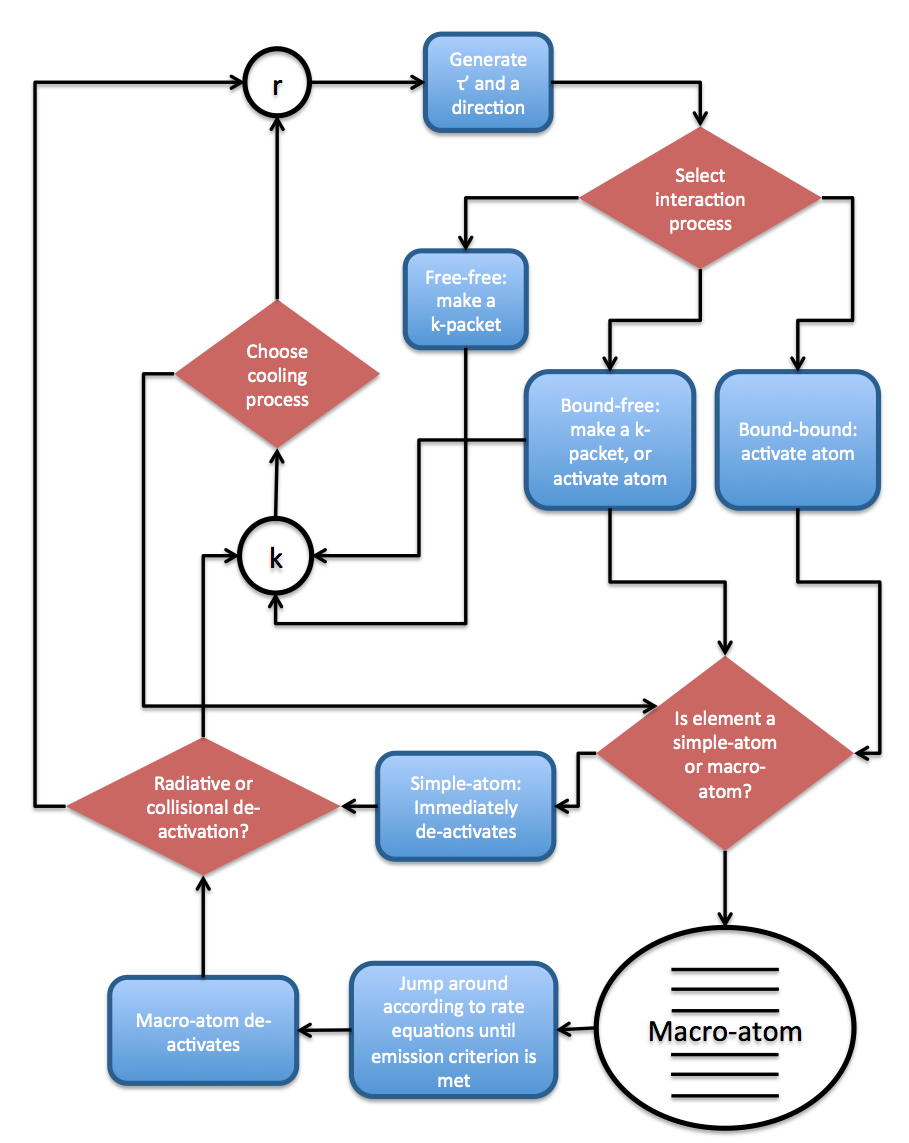 r
Generate
τ’ and a
direction
Select
interaction
process
Free-free:
make a
k-packet
Choose
cooling
process
Bound-free:
make a k-
packet, or
activate atom
Bound-bound:
activate atom
k
Is element a
simple-atom
or macro-
atom?
Radiative or
collisional de-
activation?
Simple-atom:
Immediately
de-activates
Macro-atom de-
activates
Jump around
according to rate
equations until
emission criterion is
met
Macro-atom